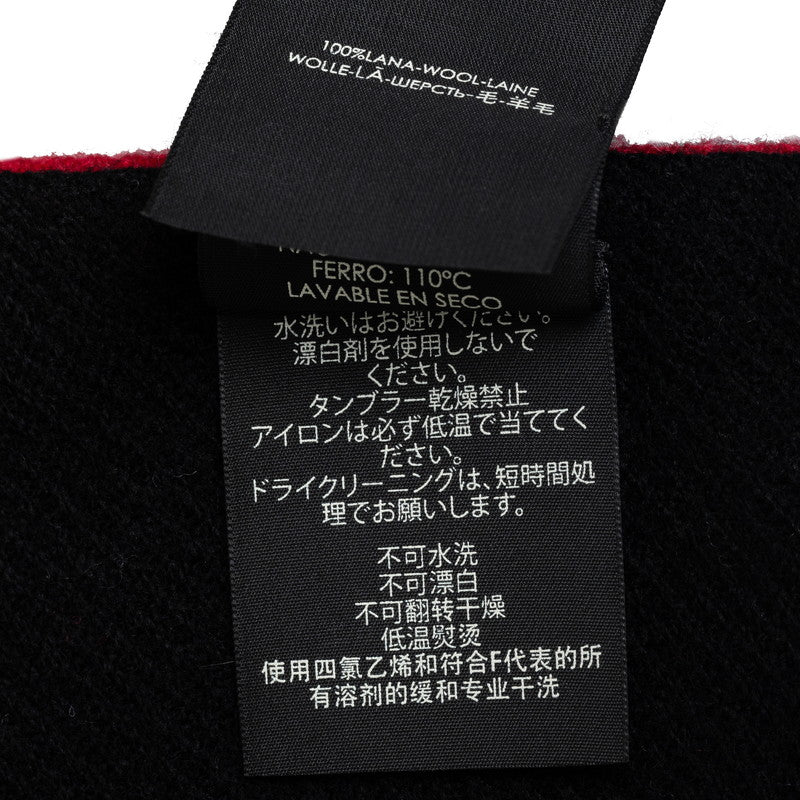 100%LANA-WOOL-LAINE
WOLLE-LÃ-ШЕРСТЬ-毛-羊毛
FERRO: 110°C
LAVABLE EN SECO
水洗いはお避けください。
漂白剤を使用しないで
ください。
タンブラー乾燥禁止
アイロンは必ず低温で当ててく
ださい。
ドライクリーニングは、短時間処
理でお願いします。
不可水洗
不可漂白
不可翻转干燥
低温熨烫
使用四氯乙烯和符合F代表的所
有溶剂的缓和专业干洗